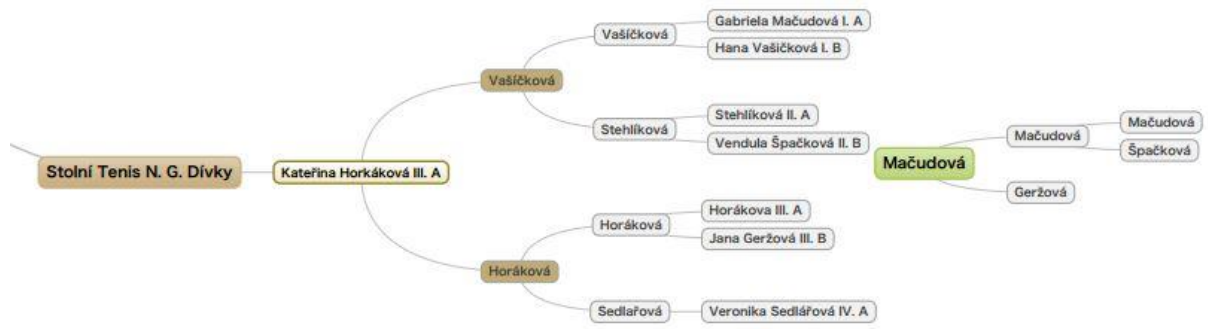 Stolní Tenis N. G. Dívky
Kateřina Horkáková III. A
Vašíčková
Vašíčková
Gabriela Mačudová I. A
Hana Vašičková I. B
Stehlíková
Stehlíková II. A
Vendula Špačková II. B
Horáková
Horáková
Horákova III. A
Jana Geržová III. B
Sedlařová
Veronika Sedlářová IV. A
Mačudová
Mačudová
Mačudová
Špačková
Geržová